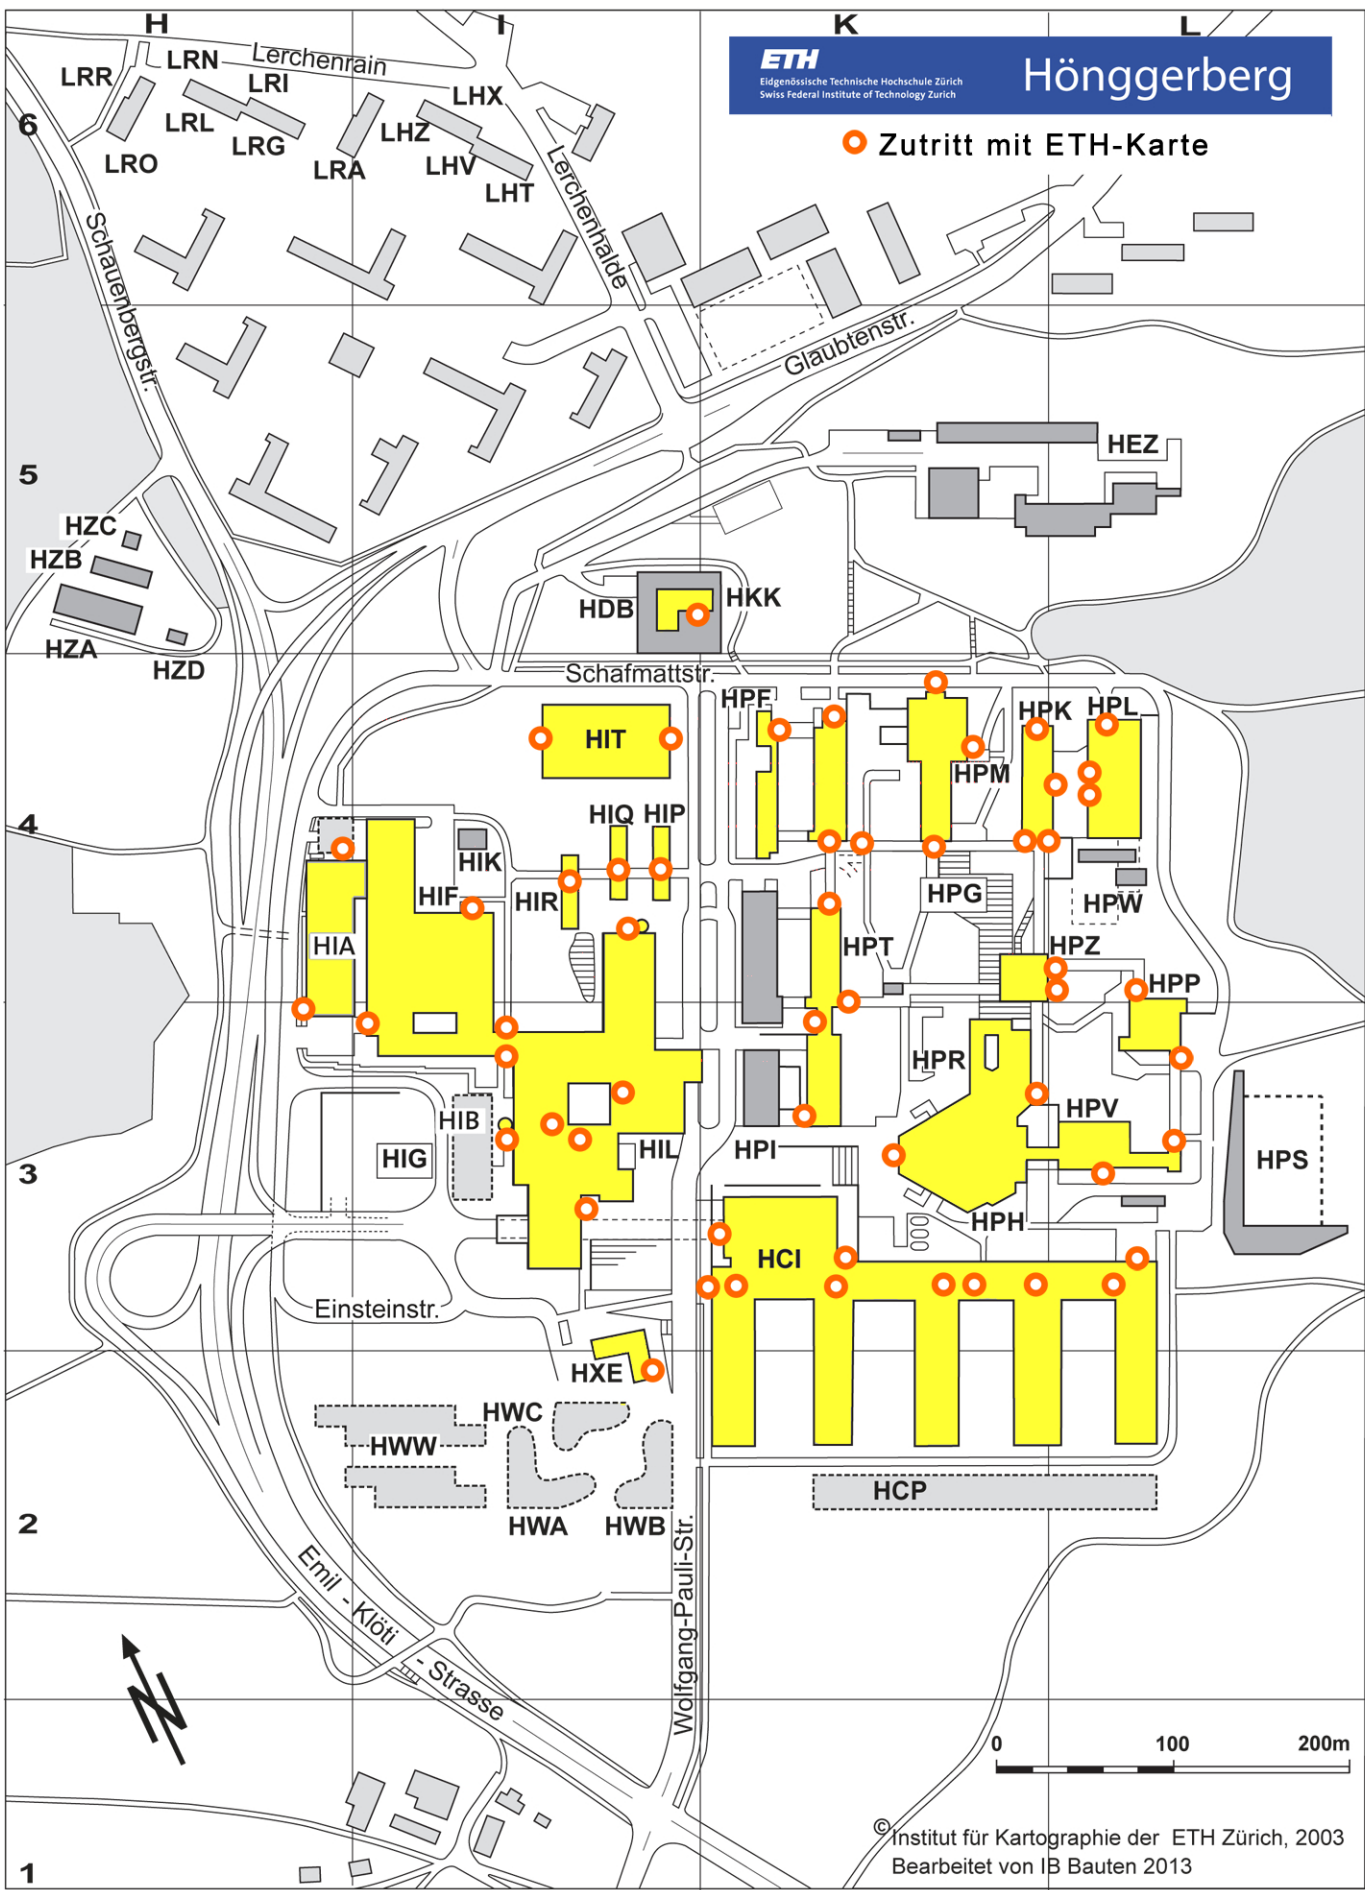 H
I
K
L
ETH
Eidgenössische Technische Hochschule Zürich
Swiss Federal Institute of Technology Zurich
Hönggerberg
Zutritt mit ETH-Karte
6
LRR
LRN
Lerchenrain
LRI
LHX
LRL
LRG
LHZ
LRO
LRA
LHV
LHT
Lerchenhalde
Schauenbergstr.
Glaubtenstr.
5
HEZ
HZC
HZB
HZA
HZD
HDB
HKK
Schafmattstr.
HPF
HPK
HPL
HIT
HPM
4
HIQ
HIP
HIK
HIF
HIR
HPG
HPW
HIA
HPT
HPZ
HPP
HPR
HIB
HPV
HIG
HIL
HPI
HPS
3
HPH
HCI
Einsteinstr.
HXE
HWC
HWW
HCP
HWA
HWB
2
Emil - Klöti - Strasse
Wolfgang-Pauli-Str.
N
0 100 200m
© Institut für Kartographie der ETH Zürich, 2003
Bearbeitet von IB Bauten 2013
1